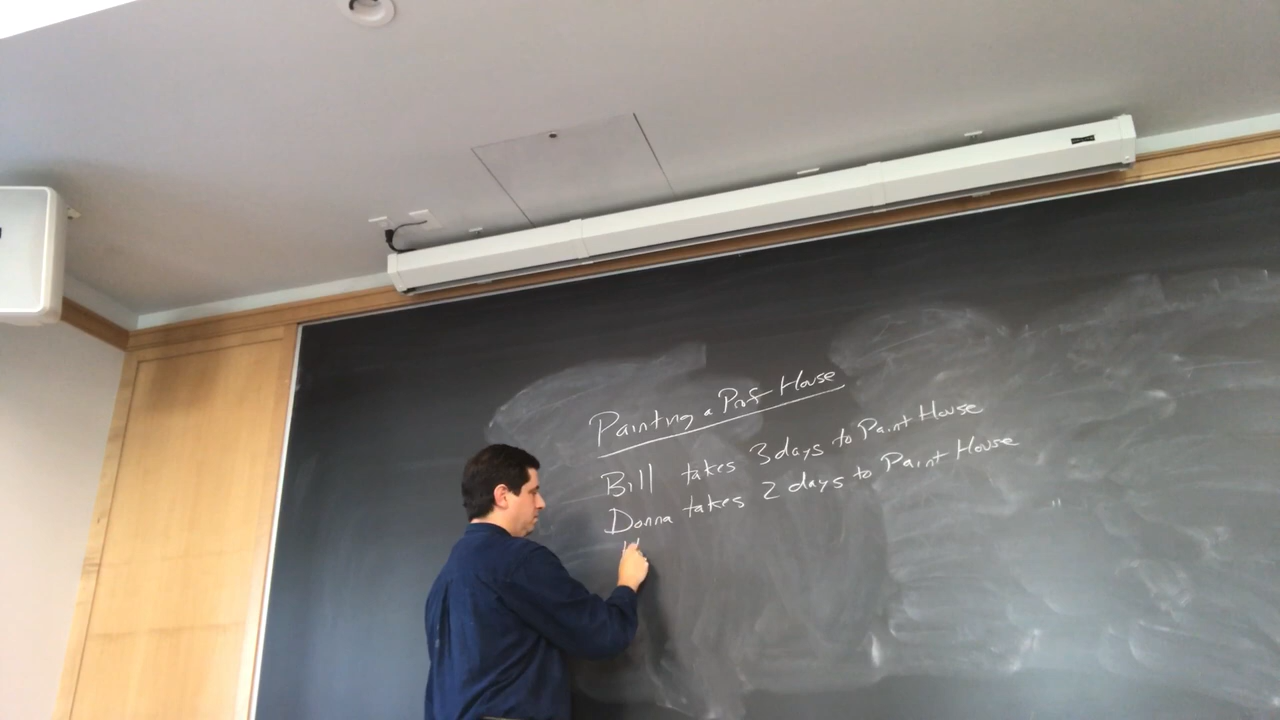 Painting a Prof House
Bill takes 3 days to Paint House
Donna takes 2 days to Paint House